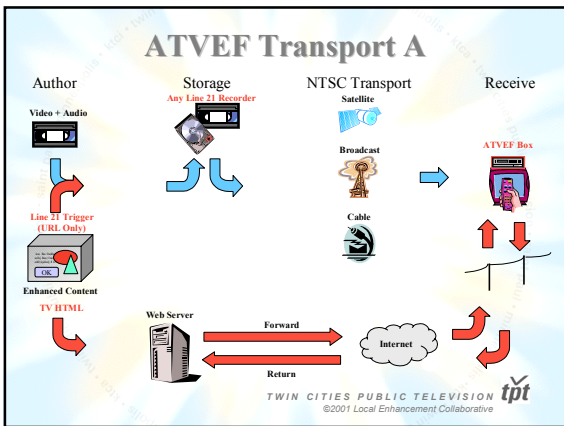 ATVEF Transport A
Author
Storage
NTSC Transport
Receive
Video + Audio
Any Line 21 Recorder
Satellite
Broadcast
ATVEF Box
Line 21 Trigger
(URL Only)
Cable
OK
Enhanced Content
TV HTML
Web Server
Forward
Internet
Return
TWIN CITIES PUBLIC TELEVISION
tpt
©2001 Local Enhancement Collaborative